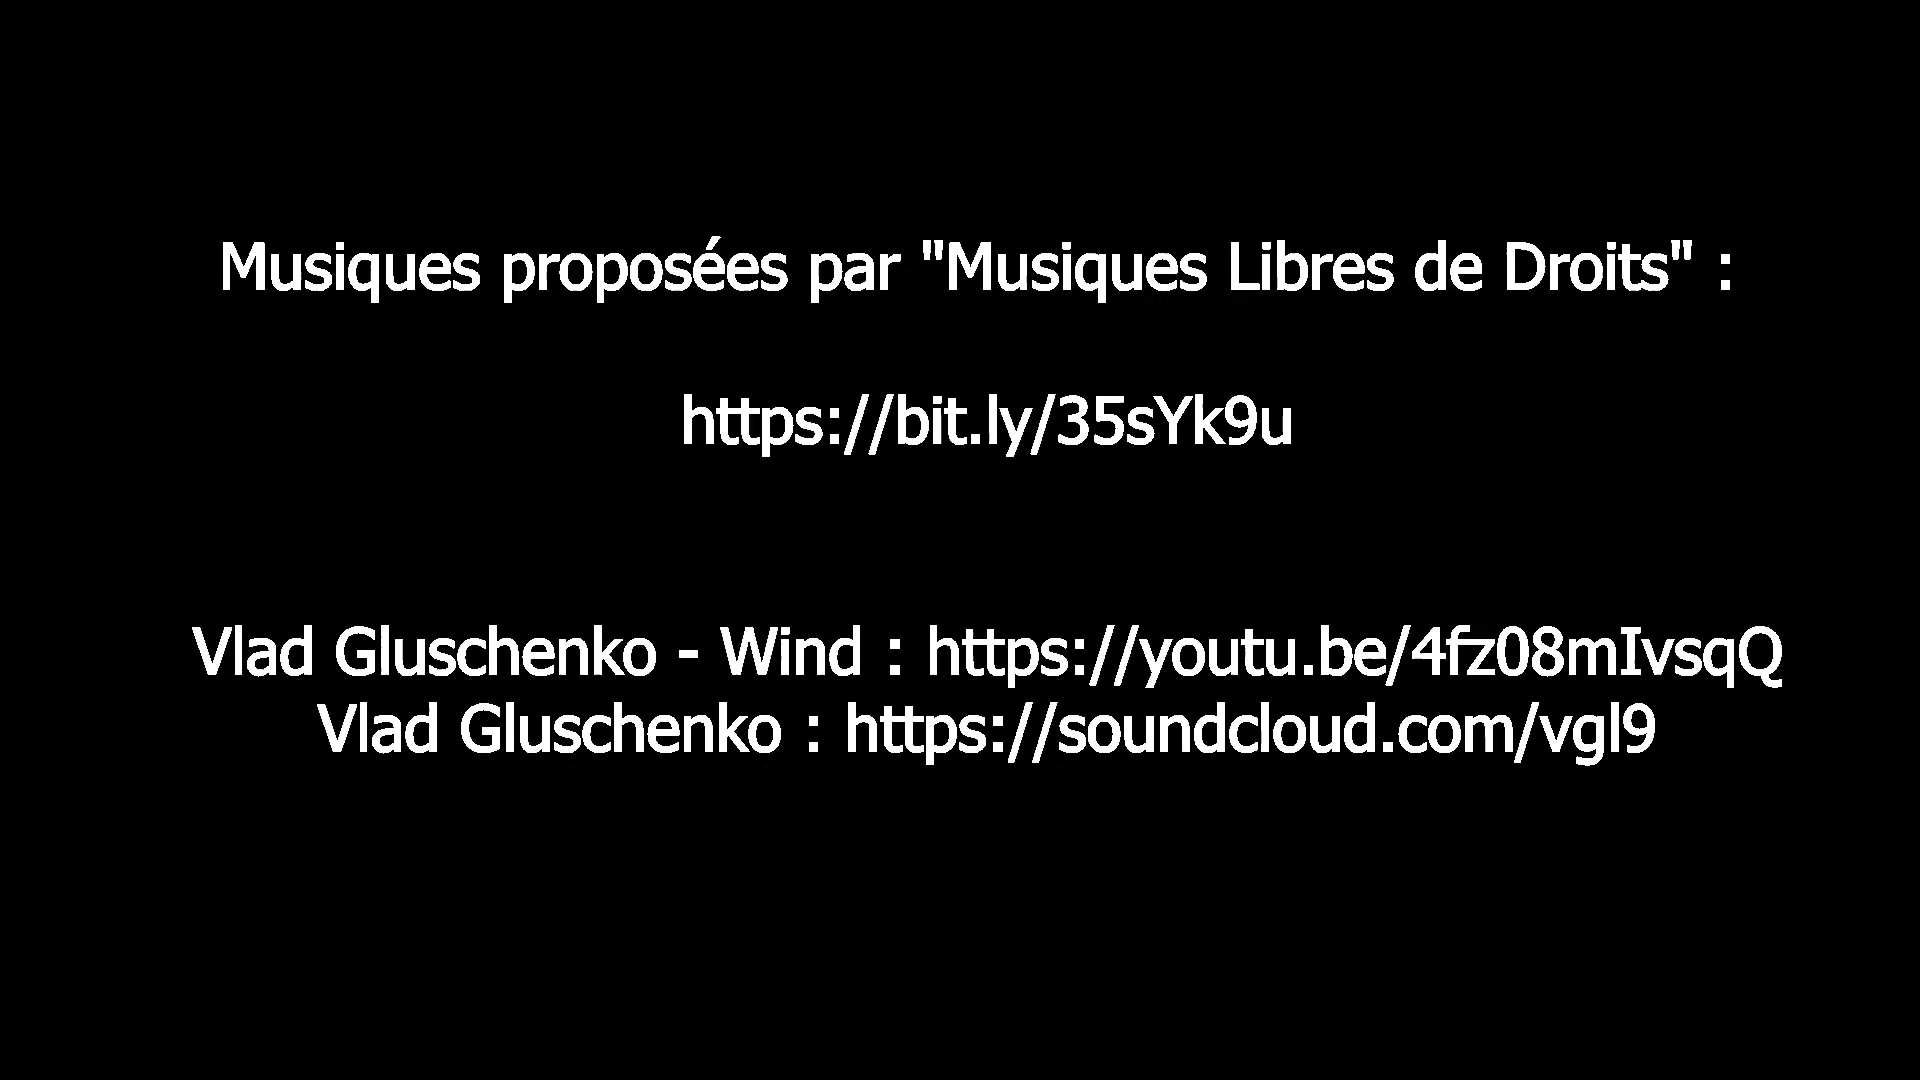 Musiques proposées par "Musiques Libres de Droits" :
https://bit.ly/35sYk9u
Vlad Gluschenko - Wind : https://youtu.be/4fz08mIvsqQ
Vlad Gluschenko : https://soundcloud.com/vgl9